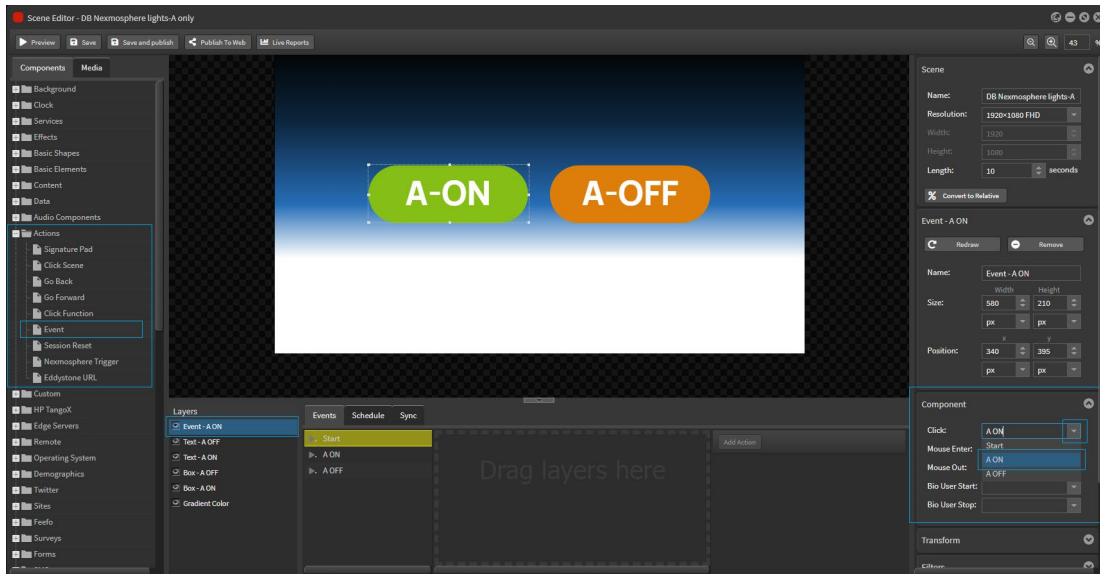 Scene Editor - DB Nexmosphere lights-A only
Preview Save Save and publish Publish To Web Live Reports 43 %
Components Media
Background
Clock
Services
Effects
Basic Shapes
Basic Elements
Content
Data
Audio Components
Actions
Signature Pad
Click Scene
Go Back
Go Forward
Click Function
Event
Session Reset
Nexmosphere Trigger
Eddystone URL
Custom
HP TangoX
Edge Servers
Remote
Operating System
Demographics
Twitter
Sites
Feefo
Surveys
Forms
A-ON A-OFF
Layers
Event - A ON
Text - A OFF
Text - A ON
Box - A OFF
Box - A ON
Gradient Color
Events Schedule Sync
Start
A ON
A OFF
Drag layers here
Add Action
Scene
Name: DB Nexmosphere lights-A
Resolution: 1920×1080 FHD
Width: 1920
Height: 1080
Length: 10 seconds
Convert to Relative
Event - A ON
Redraw Remove
Name: Event - A ON
Width Height
Size: 580 210
px px
x y
Position: 340 395
px px
Component
Click: A ON
Mouse Enter: Start
A ON
Mouse Out:
A OFF
Bio User Start:
Bio User Stop:
Transform
Filters